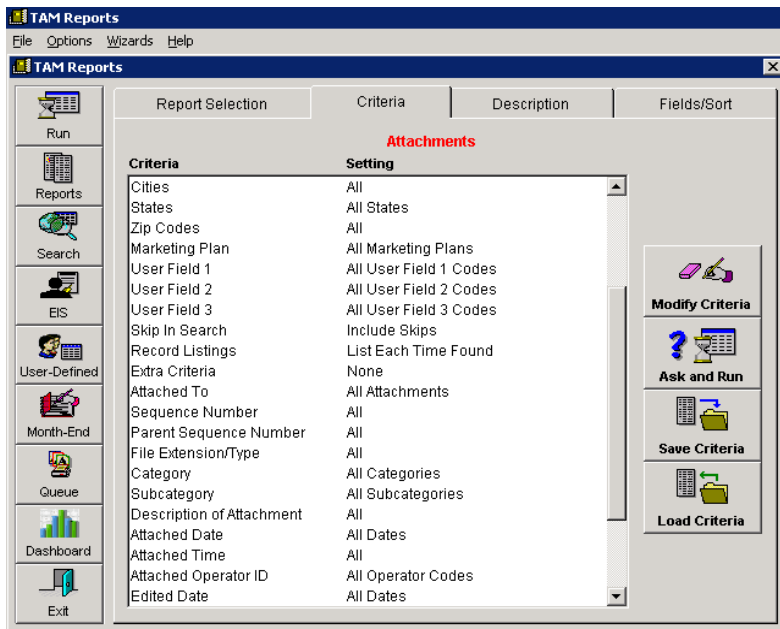 TAM Reports
File Options Wizards Help
TAM Reports
Run
Reports
Search
EIS
User-Defined
Month-End
Queue
Dashboard
Exit
Report Selection Criteria Description Fields/Sort
Attachments
Criteria Setting
Cities All
States All States
Zip Codes All
Marketing Plan All Marketing Plans
User Field 1 All User Field 1 Codes
User Field 2 All User Field 2 Codes
User Field 3 All User Field 3 Codes
Skip In Search Include Skips
Record Listings List Each Time Found
Extra Criteria None
Attached To All Attachments
Sequence Number All
Parent Sequence Number All
File Extension/Type All
Category All Categories
Subcategory All Subcategories
Description of Attachment All
Attached Date All Dates
Attached Time All
Attached Operator ID All Operator Codes
Edited Date All Dates
Modify Criteria
Ask and Run
Save Criteria
Load Criteria